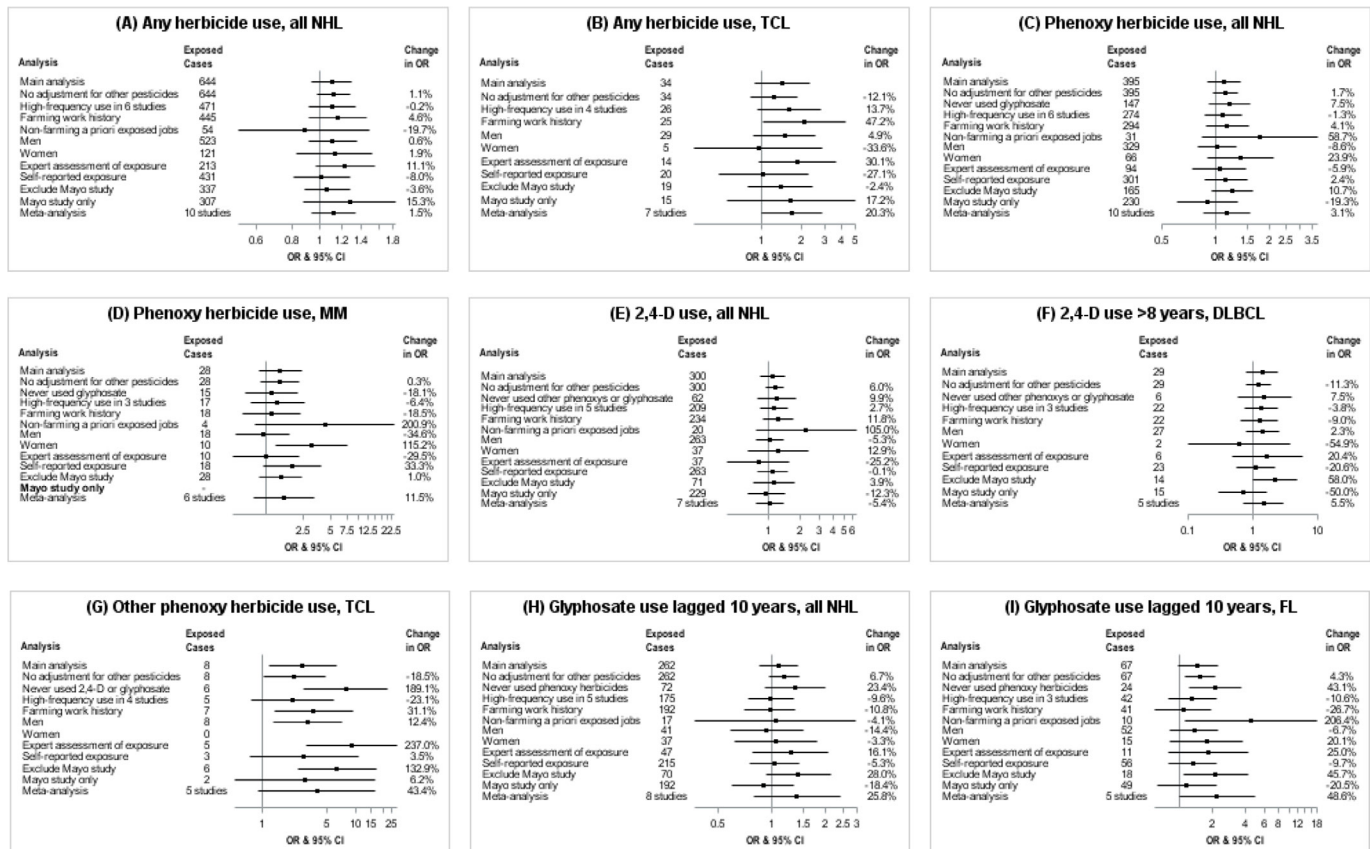 (A) Any herbicide use, all NHL
Analysis Exposed Cases Change in OR
Main analysis 644
No adjustment for other pesticides 644 1.1%
High-frequency use in 6 studies 471 -0.2%
Farming work history 445 4.6%
Non-farming a priori exposed jobs 54 -19.7%
Men 523 0.6%
Women 121 1.9%
Expert assessment of exposure 213 11.1%
Self-reported exposure 431 -8.0%
Exclude Mayo study 337 -3.6%
Mayo study only 307 15.3%
Meta-analysis 10 studies 1.5%
0.6 0.8 1 1.2 1.4 1.8
OR & 95% CI
(B) Any herbicide use, TCL
Analysis Exposed Cases Change in OR
Main analysis 34
No adjustment for other pesticides 34 -12.1%
High-frequency use in 4 studies 26 13.7%
Farming work history 25 47.2%
Men 29 4.9%
Women 5 -33.6%
Expert assessment of exposure 14 30.1%
Self-reported exposure 20 -27.1%
Exclude Mayo study 19 -2.4%
Mayo study only 15 17.2%
Meta-analysis 7 studies 20.3%
1 2 3 4 5
OR & 95% CI
(C) Phenoxy herbicide use, all NHL
Analysis Exposed Cases Change in OR
Main analysis 395
No adjustment for other pesticides 395 1.7%
Never used glyphosate 147 7.5%
High-frequency use in 6 studies 274 -1.3%
Farming work history 294 4.1%
Non-farming a priori exposed jobs 31 58.7%
Men 329 -8.6%
Women 66 23.9%
Expert assessment of exposure 94 -5.9%
Self-reported exposure 301 2.4%
Exclude Mayo study 165 10.7%
Mayo study only 230 -19.3%
Meta-analysis 10 studies 3.1%
0.5 1 1.5 2 2.5 3.5
OR & 95% CI
(D) Phenoxy herbicide use, MM
Analysis Exposed Cases Change in OR
Main analysis 28
No adjustment for other pesticides 28 0.3%
Never used glyphosate 15 -18.1%
High-frequency use in 3 studies 17 -6.4%
Farming work history 18 -18.5%
Non-farming a priori exposed jobs 4 200.9%
Men 18 -34.6%
Women 10 115.2%
Expert assessment of exposure 10 -29.5%
Self-reported exposure 18 33.3%
Exclude Mayo study 28 1.0%
Mayo study only -
Meta-analysis 6 studies 11.5%
2.5 5 7.5 12.5 22.5
OR & 95% CI
(E) 2,4-D use, all NHL
Analysis Exposed Cases Change in OR
Main analysis 300
No adjustment for other pesticides 300 6.0%
Never used other phenoxys or glyphosate 62 9.9%
High-frequency use in 5 studies 209 2.7%
Farming work history 234 11.8%
Non-farming a priori exposed jobs 20 105.0%
Men 263 -5.3%
Women 37 12.9%
Expert assessment of exposure 37 -25.2%
Self-reported exposure 263 -0.1%
Exclude Mayo study 71 3.9%
Mayo study only 229 -12.3%
Meta-analysis 7 studies -5.4%
1 2 3 4 5 6
OR & 95% CI
(F) 2,4-D use >8 years, DLBCL
Analysis Exposed Cases Change in OR
Main analysis 29
No adjustment for other pesticides 29 -11.3%
Never used other phenoxys or glyphosate 6 7.5%
High-frequency use in 3 studies 22 -3.8%
Farming work history 22 -9.0%
Men 27 2.3%
Women 2 -54.9%
Expert assessment of exposure 6 20.4%
Self-reported exposure 23 -20.6%
Exclude Mayo study 14 58.0%
Mayo study only 15 -50.0%
Meta-analysis 5 studies 5.5%
0.1 1 10
OR & 95% CI
(G) Other phenoxy herbicide use, TCL
Analysis Exposed Cases Change in OR
Main analysis 8
No adjustment for other pesticides 8 -18.5%
Never used 2,4-D or glyphosate 6 189.1%
High-frequency use in 4 studies 5 -23.1%
Farming work history 7 31.1%
Men 8 12.4%
Women 0
Expert assessment of exposure 5 237.0%
Self-reported exposure 3 3.5%
Exclude Mayo study 6 132.9%
Mayo study only 2 6.2%
Meta-analysis 5 studies 43.4%
1 5 10 15 25
OR & 95% CI
(H) Glyphosate use lagged 10 years, all NHL
Analysis Exposed Cases Change in OR
Main analysis 262
No adjustment for other pesticides 262 6.7%
Never used phenoxy herbicides 72 23.4%
High-frequency use in 5 studies 175 -9.6%
Farming work history 192 -10.8%
Non-farming a priori exposed jobs 17 -4.1%
Men 41 -14.4%
Women 37 -3.3%
Expert assessment of exposure 47 16.1%
Self-reported exposure 215 -5.3%
Exclude Mayo study 70 28.0%
Mayo study only 192 -18.4%
Meta-analysis 8 studies 25.8%
0.5 1 1.5 2 2.5 3
OR & 95% CI
(I) Glyphosate use lagged 10 years, FL
Analysis Exposed Cases Change in OR
Main analysis 67
No adjustment for other pesticides 67 4.3%
Never used phenoxy herbicides 24 43.1%
High-frequency use in 3 studies 42 -10.6%
Farming work history 41 -26.7%
Non-farming a priori exposed jobs 10 206.4%
Men 52 -6.7%
Women 15 20.1%
Expert assessment of exposure 11 25.0%
Self-reported exposure 56 -9.7%
Exclude Mayo study 18 45.7%
Mayo study only 49 -20.5%
Meta-analysis 5 studies 48.6%
2 4 6 8 12 18
OR & 95% CI